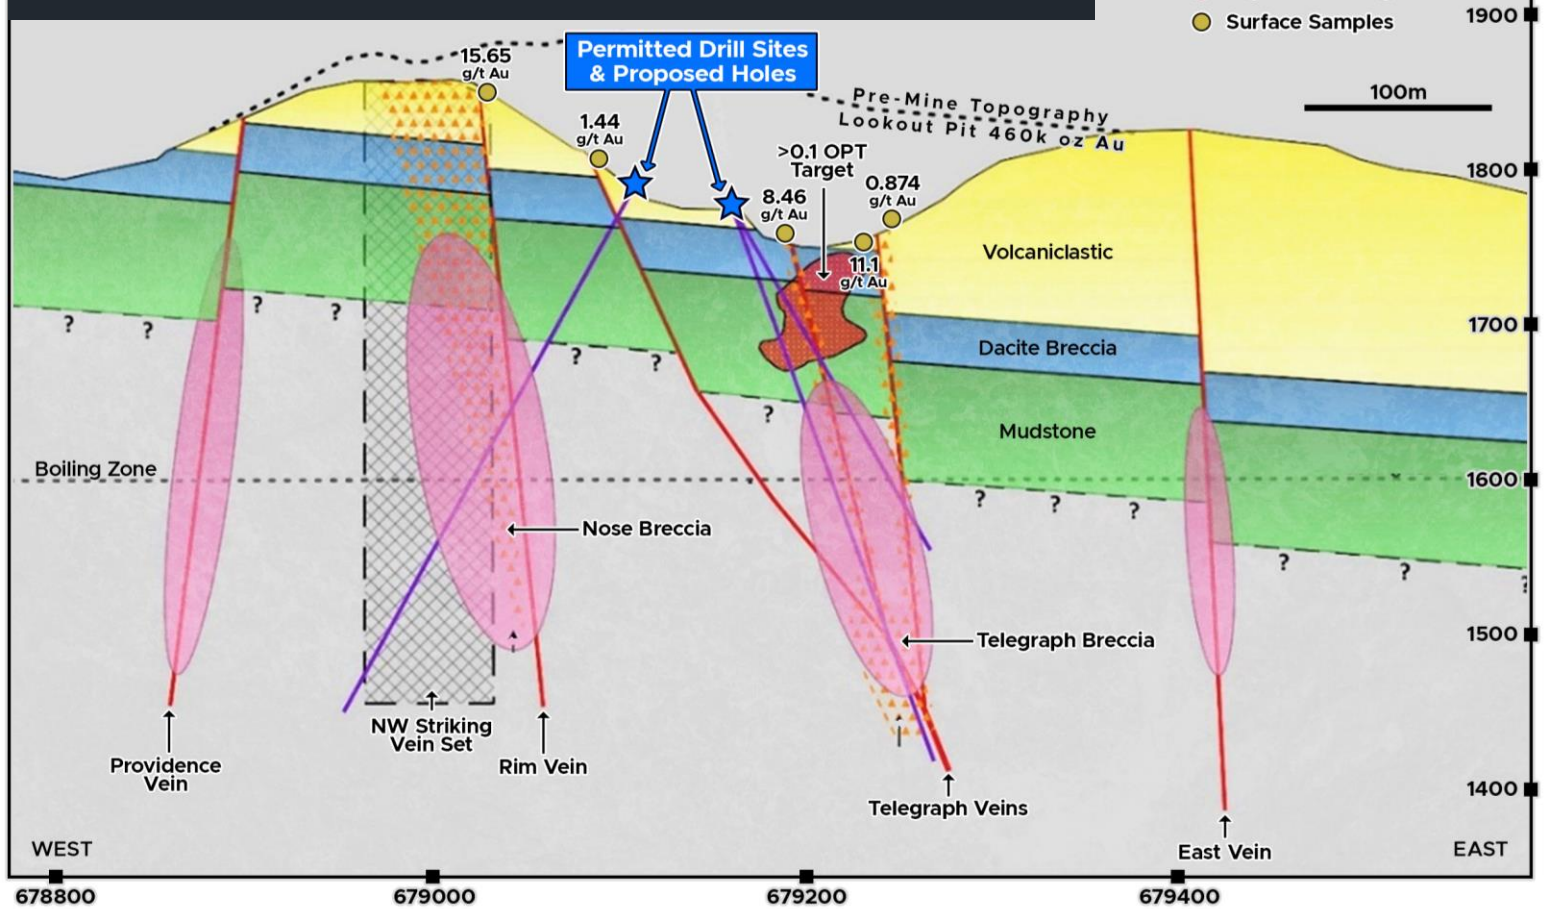 1900
Surface Samples
Permitted Drill Sites
& Proposed Holes
15.65
g/t Au
100m
Pre-Mine Topography
Lookout Pit 460k oz Au
1.44
g/t Au
>0.1 OPT
Target
1800
0.874
g/t Au
8.46
g/t Au
Volcaniclastic
11.1
g/t Au
?
?
?
?
1700
Dacite Breccia
?
?
?
Mudstone
Boiling Zone
1600
?
?
?
Nose Breccia
?
?
?
1500
Telegraph Breccia
NW Striking
Vein Set
Providence
Vein
Rim Vein
1400
Telegraph Veins
WEST
East Vein
EAST
678800
679000
679200
679400